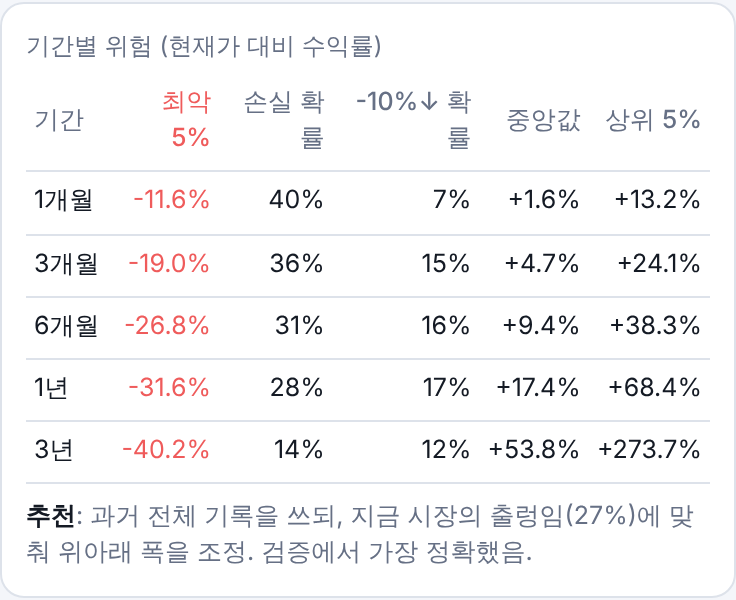 기간별 위험 (현재가 대비 수익률)
기간 최악 5% 손실 확률 -10%↓ 확률 중앙값 상위 5%
1개월 -11.6% 40% 7% +1.6% +13.2%
3개월 -19.0% 36% 15% +4.7% +24.1%
6개월 -26.8% 31% 16% +9.4% +38.3%
1년 -31.6% 28% 17% +17.4% +68.4%
3년 -40.2% 14% 12% +53.8% +273.7%
추천: 과거 전체 기록을 쓰되, 지금 시장의 출렁임(27%)에 맞
춰 위아래 폭을 조정. 검증에서 가장 정확했음.